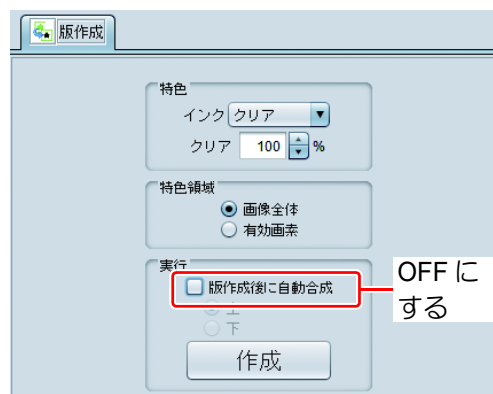 版作成
特色
インク クリア
クリア 100 %
特色領域
画像全体
有効画素
実行
版作成後に自動合成
上
下
作成
OFF に
する